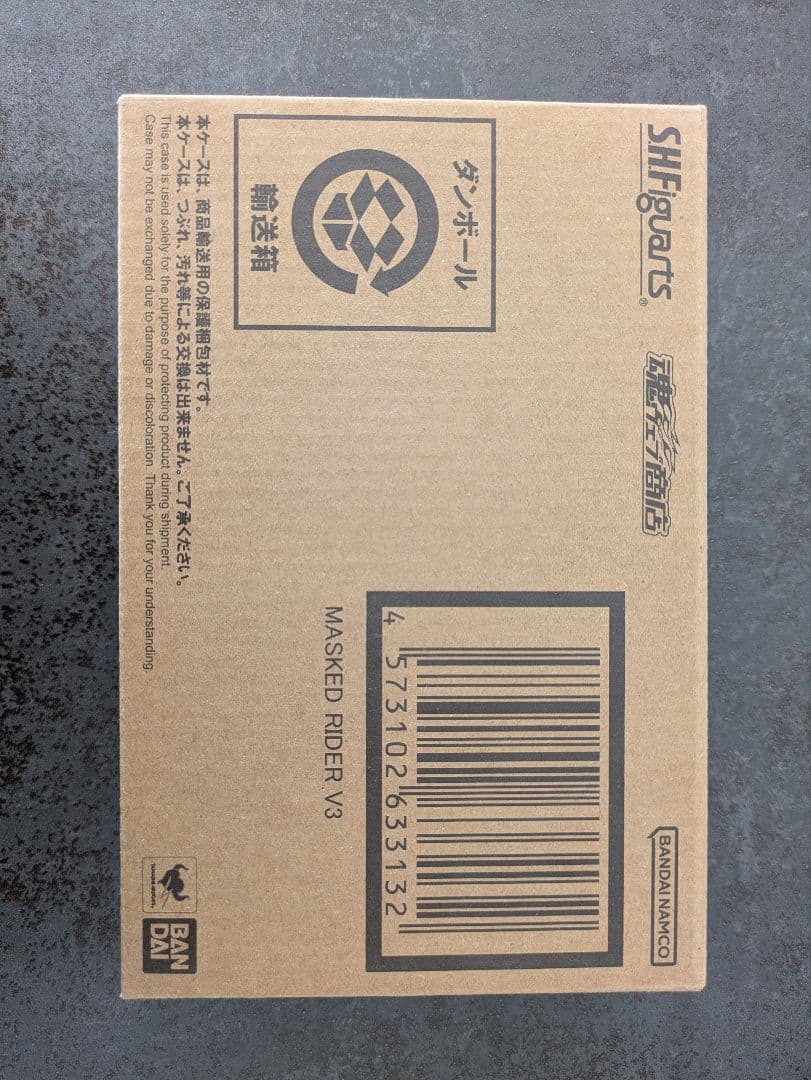 S.H.Figuarts®
魂ウェブ商店
BANDAI NAMCO
ダンボール
輸送箱
4 573102 633132
MASKED RIDER V3
本ケースは、商品輸送用の保護梱包材です。
本ケースは、つぶれ、汚れ等による交換は出来ません。ご了承ください。
This case is used solely for the purpose of protecting product during shipment.
Case may not be exchanged due to damage or discoloration. Thank you for your understanding.
BAN
DAI